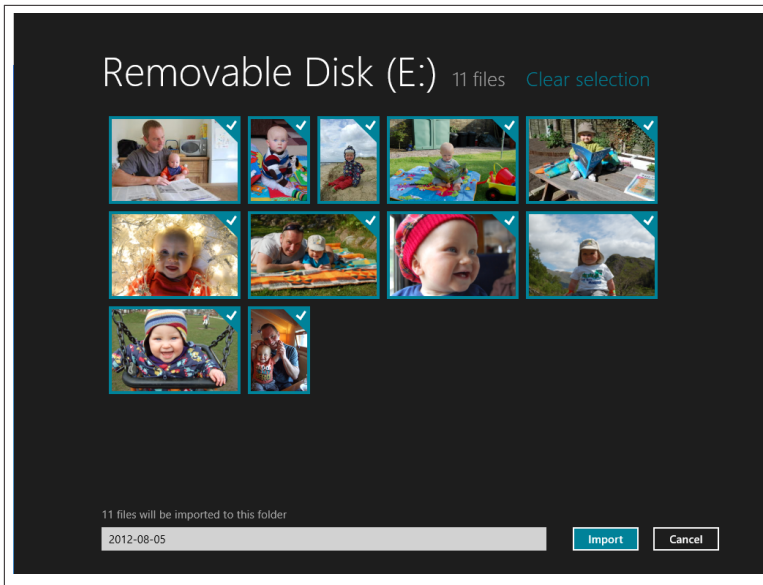 Removable Disk (E:) 11 files Clear selection
11 files will be imported to this folder
2012-08-05
Import Cancel